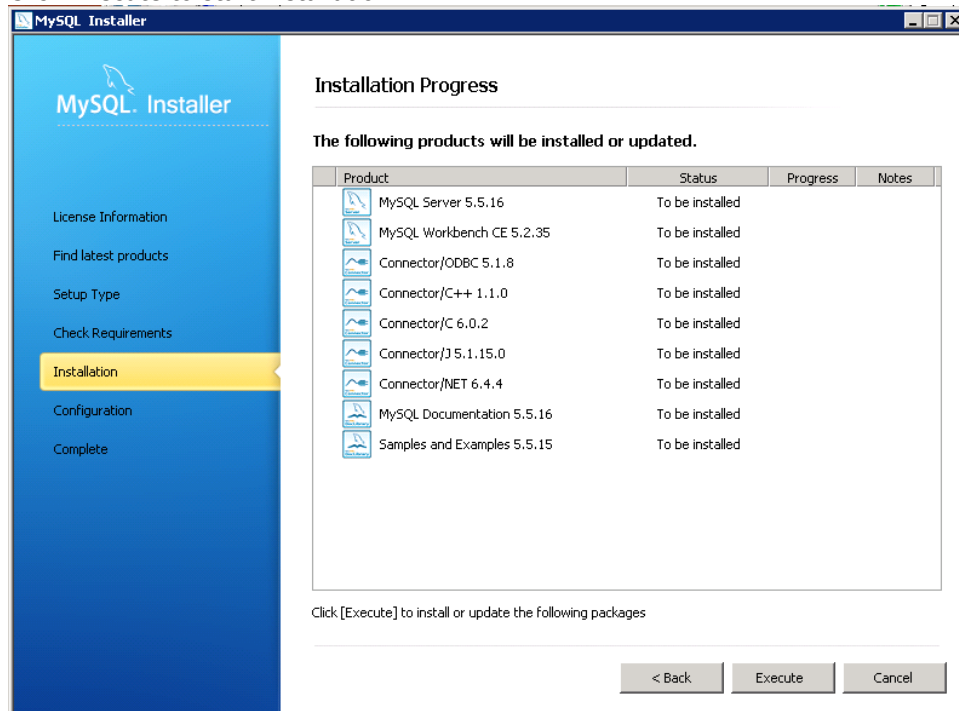 MySQL Installer
MySQL. Installer
License Information
Find latest products
Setup Type
Check Requirements
Installation
Configuration
Complete
Installation Progress
The following products will be installed or updated.
Product Status Progress Notes
MySQL Server 5.5.16 To be installed
MySQL Workbench CE 5.2.35 To be installed
Connector/ODBC 5.1.8 To be installed
Connector/C++ 1.1.0 To be installed
Connector/C 6.0.2 To be installed
Connector/J 5.1.15.0 To be installed
Connector/NET 6.4.4 To be installed
MySQL Documentation 5.5.16 To be installed
Samples and Examples 5.5.15 To be installed
Click [Execute] to install or update the following packages
< Back Execute Cancel